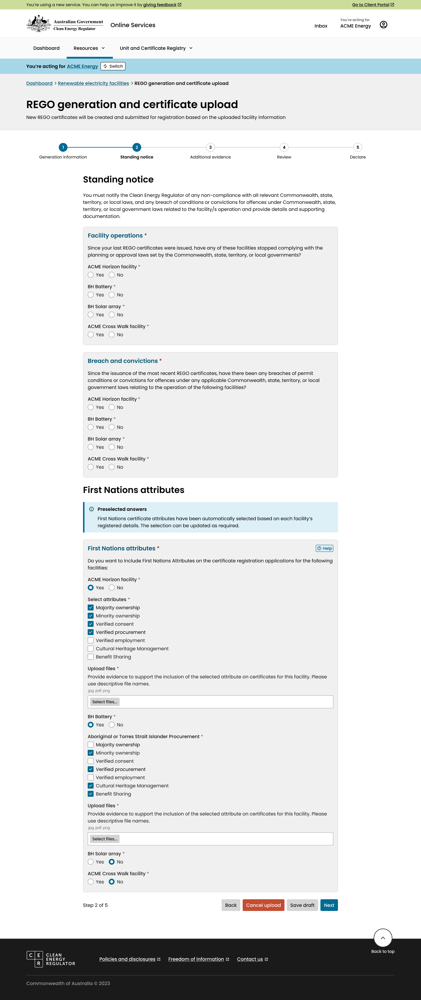 You're using a new service. You can help us improve it by giving feedback
Go to Client Portal
Australian Government
Clean Energy Regulator
Online Services
Inbox
You're acting for
ACME Energy
Dashboard
Resources
Unit and Certificate Registry
You're acting for ACME Energy
Switch
Dashboard > Renewable electricity facilities > REGO generation and certificate upload
REGO generation and certificate upload
New REGO certificates will be created and submitted for registration based on the uploaded facility information
1
2
3
4
5
Generation information
Standing notice
Additional evidence
Review
Declare
Standing notice
You must notify the Clean Energy Regulator of any non-compliance with all relevant Commonwealth, state,
territory, or local laws, and any breach of conditions or convictions for offences under Commonwealth, state,
territory, or local government laws related to the facility/s operation and provide details and supporting
documentation.
Facility operations *
Since your last REGO certificates were issued, have any of these facilities stopped complying with the
planning or approval laws set by the Commonwealth, state, territory, or local governments?
ACME Horizon facility *
Yes No
BH Battery *
Yes No
BH Solar array *
Yes No
ACME Cross Walk facility *
Yes No
Breach and convictions *
Since the issuance of the most recent REGO certificates, have there been any breaches of permit
conditions or convictions for offences under any applicable Commonwealth, state, territory, or local
government laws relating to the operation of the following facilities?
ACME Horizon facility *
Yes No
BH Battery *
Yes No
BH Solar array *
Yes No
ACME Cross Walk facility *
Yes No
First Nations attributes
Preselected answers
First Nations certificate attributes have been automatically selected based on each facility's
registered details. The selection can be updated as required.
First Nations attributes *
Help
Do you want to include First Nations Attributes on the certificate registration applications for the following
facilities:
ACME Horizon facility *
Yes No
Select attributes *
Majority ownership
Minority ownership
Verified consent
Verified procurement
Verified employment
Cultural Heritage Management
Benefit Sharing
Upload files *
Provide evidence to support the inclusion of the selected attribute on certificates for this facility. Please
use descriptive file names.
.jpg .pdf .png
Select files...
BH Battery *
Yes No
Aboriginal or Torres Strait Islander Procurement *
Majority ownership
Minority ownership
Verified consent
Verified procurement
Verified employment
Cultural Heritage Management
Benefit Sharing
Upload files *
Provide evidence to support the inclusion of the selected attribute on certificates for this facility. Please
use descriptive file names.
.jpg .pdf .png
Select files...
BH Solar array *
Yes No
ACME Cross Walk facility *
Yes No
Step 2 of 5
Back
Cancel upload
Save draft
Next
Back to top
C E R
CLEAN
ENERGY
REGULATOR
Policies and disclosures
Freedom of information
Contact us
Commonwealth of Australia © 2023